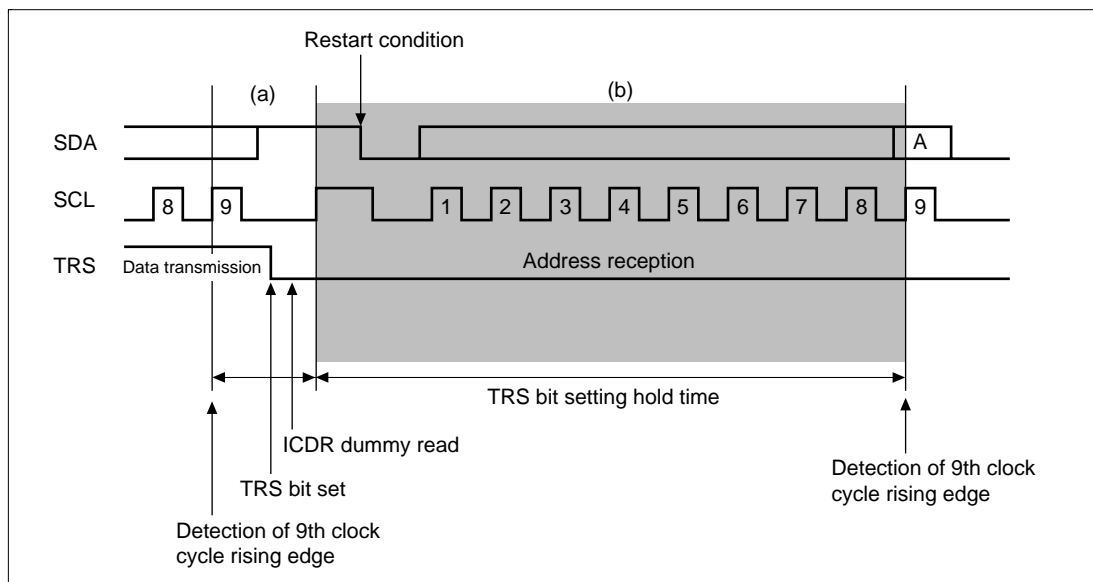 Restart condition
(a)
(b)
SDA
A
SCL
8
9
1
2
3
4
5
6
7
8
9
TRS
Data transmission
Address reception
TRS bit setting hold time
ICDR dummy read
TRS bit set
Detection of 9th clock
cycle rising edge
Detection of 9th clock
cycle rising edge